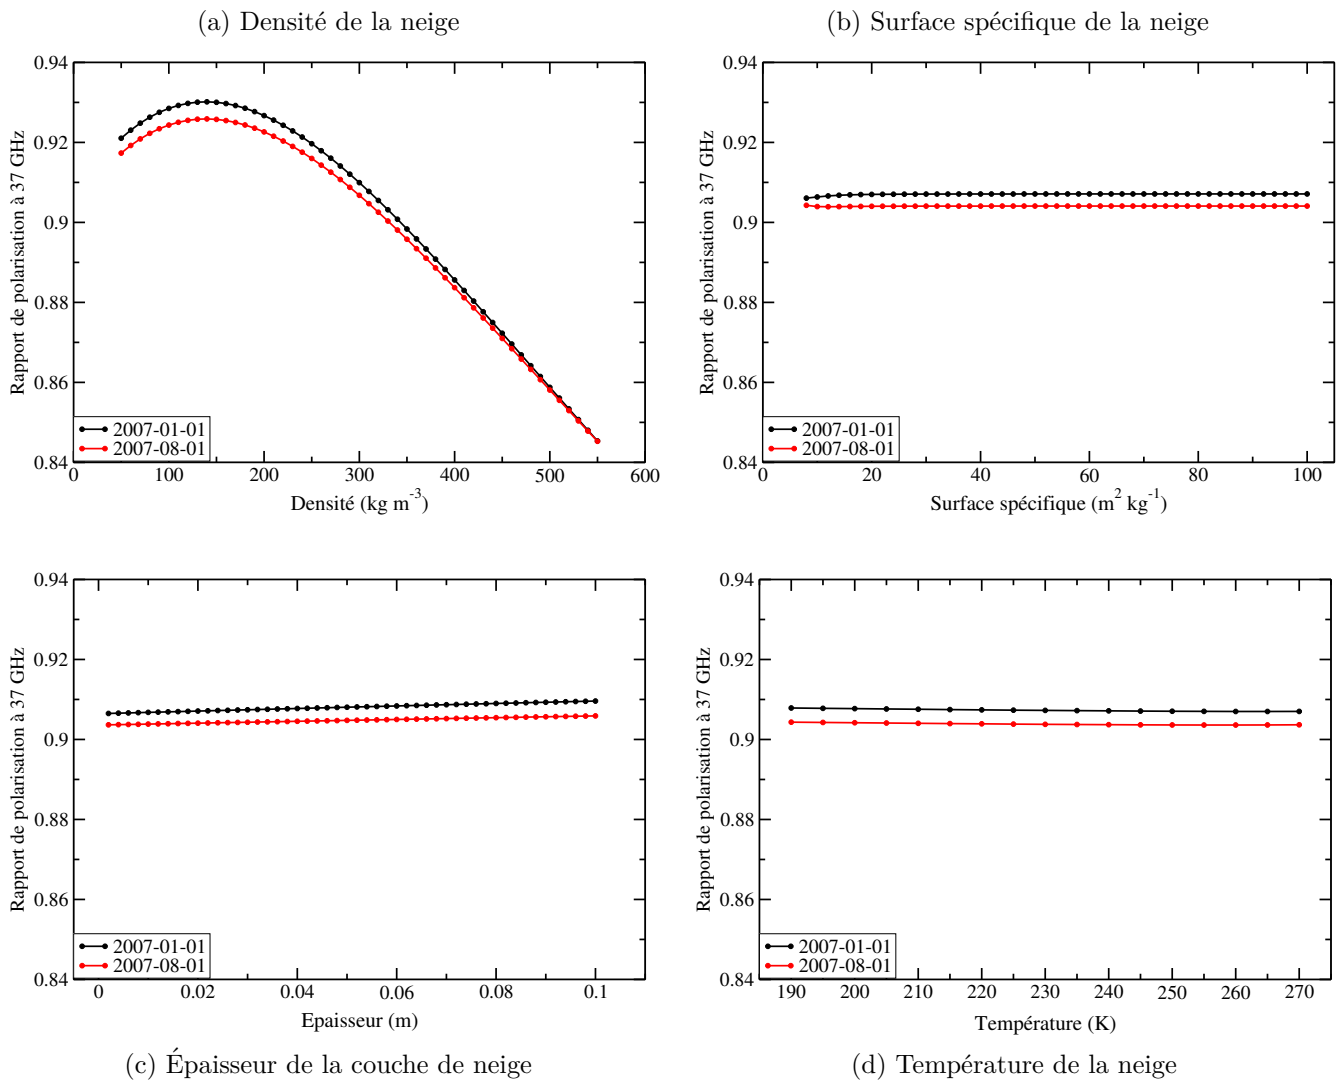 (a) Densité de la neige
0.94
0.92
0.9
0.88
0.86
0.84
Rapport de polarisation à 37 GHz
2007-01-01
2007-08-01
0 100 200 300 400 500 600
Densité (kg m⁻³)
(b) Surface spécifique de la neige
0.94
0.92
0.9
0.88
0.86
0.84
Rapport de polarisation à 37 GHz
2007-01-01
2007-08-01
0 20 40 60 80 100
Surface spécifique (m² kg⁻¹)
0.94
0.92
0.9
0.88
0.86
0.84
Rapport de polarisation à 37 GHz
2007-01-01
2007-08-01
0 0.02 0.04 0.06 0.08 0.1
Epaisseur (m)
(c) Épaisseur de la couche de neige
0.94
0.92
0.9
0.88
0.86
0.84
Rapport de polarisation à 37 GHz
2007-01-01
2007-08-01
190 200 210 220 230 240 250 260 270
Température (K)
(d) Température de la neige